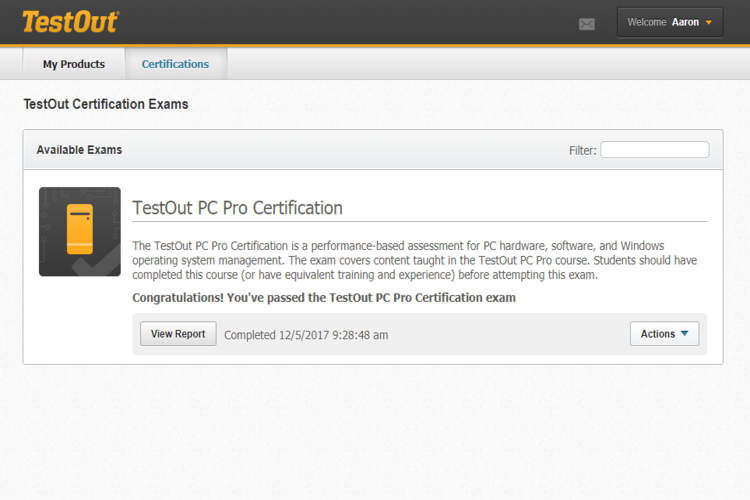 TestOut®
Welcome Aaron
My Products
Certifications
TestOut Certification Exams
Available Exams
Filter:
TestOut PC Pro Certification
The TestOut PC Pro Certification is a performance-based assessment for PC hardware, software, and Windows
operating system management. The exam covers content taught in the TestOut PC Pro course. Students should have
completed this course (or have equivalent training and experience) before attempting this exam.
Congratulations! You've passed the TestOut PC Pro Certification exam
View Report
Completed 12/5/2017 9:28:48 am
Actions